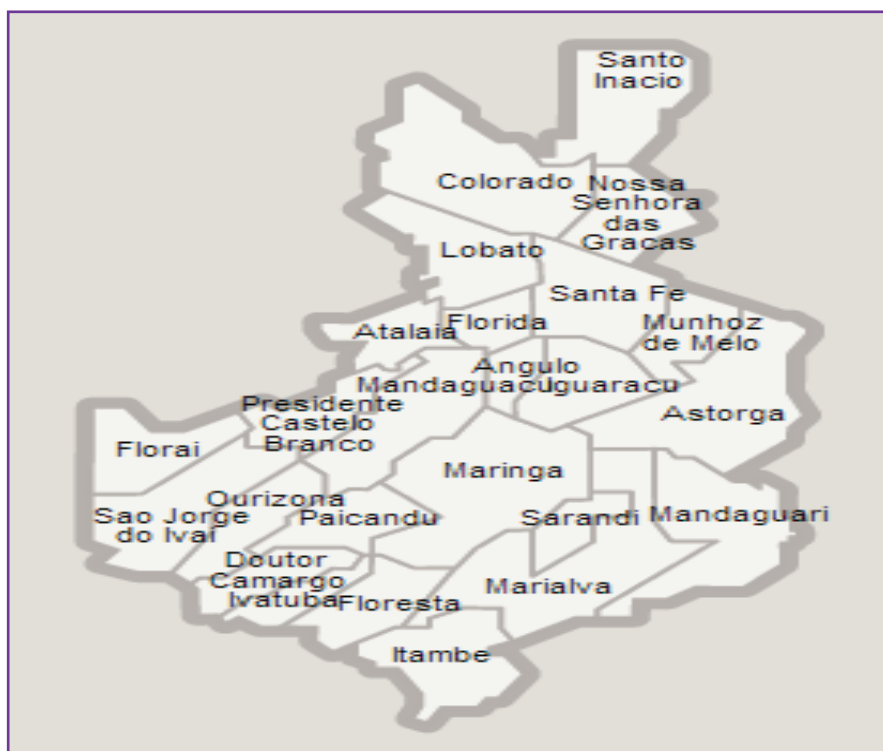 Santo
Inacio
Colorado
Nossa
Senhora
das
Gracas
Lobato
Santa Fe
Florida
Munhoz
de Melo
Atalaia
Angulo
Mandaguacu
Iguaracu
Presidente
Castelo
Branco
Astorga
Florai
Maringa
Ourizona
Sao Jorge
do Ivai
Paicandu
Sarandi
Mandaguari
Doutor
Camargo
Ivatuba
Floresta
Marialva
Itambe